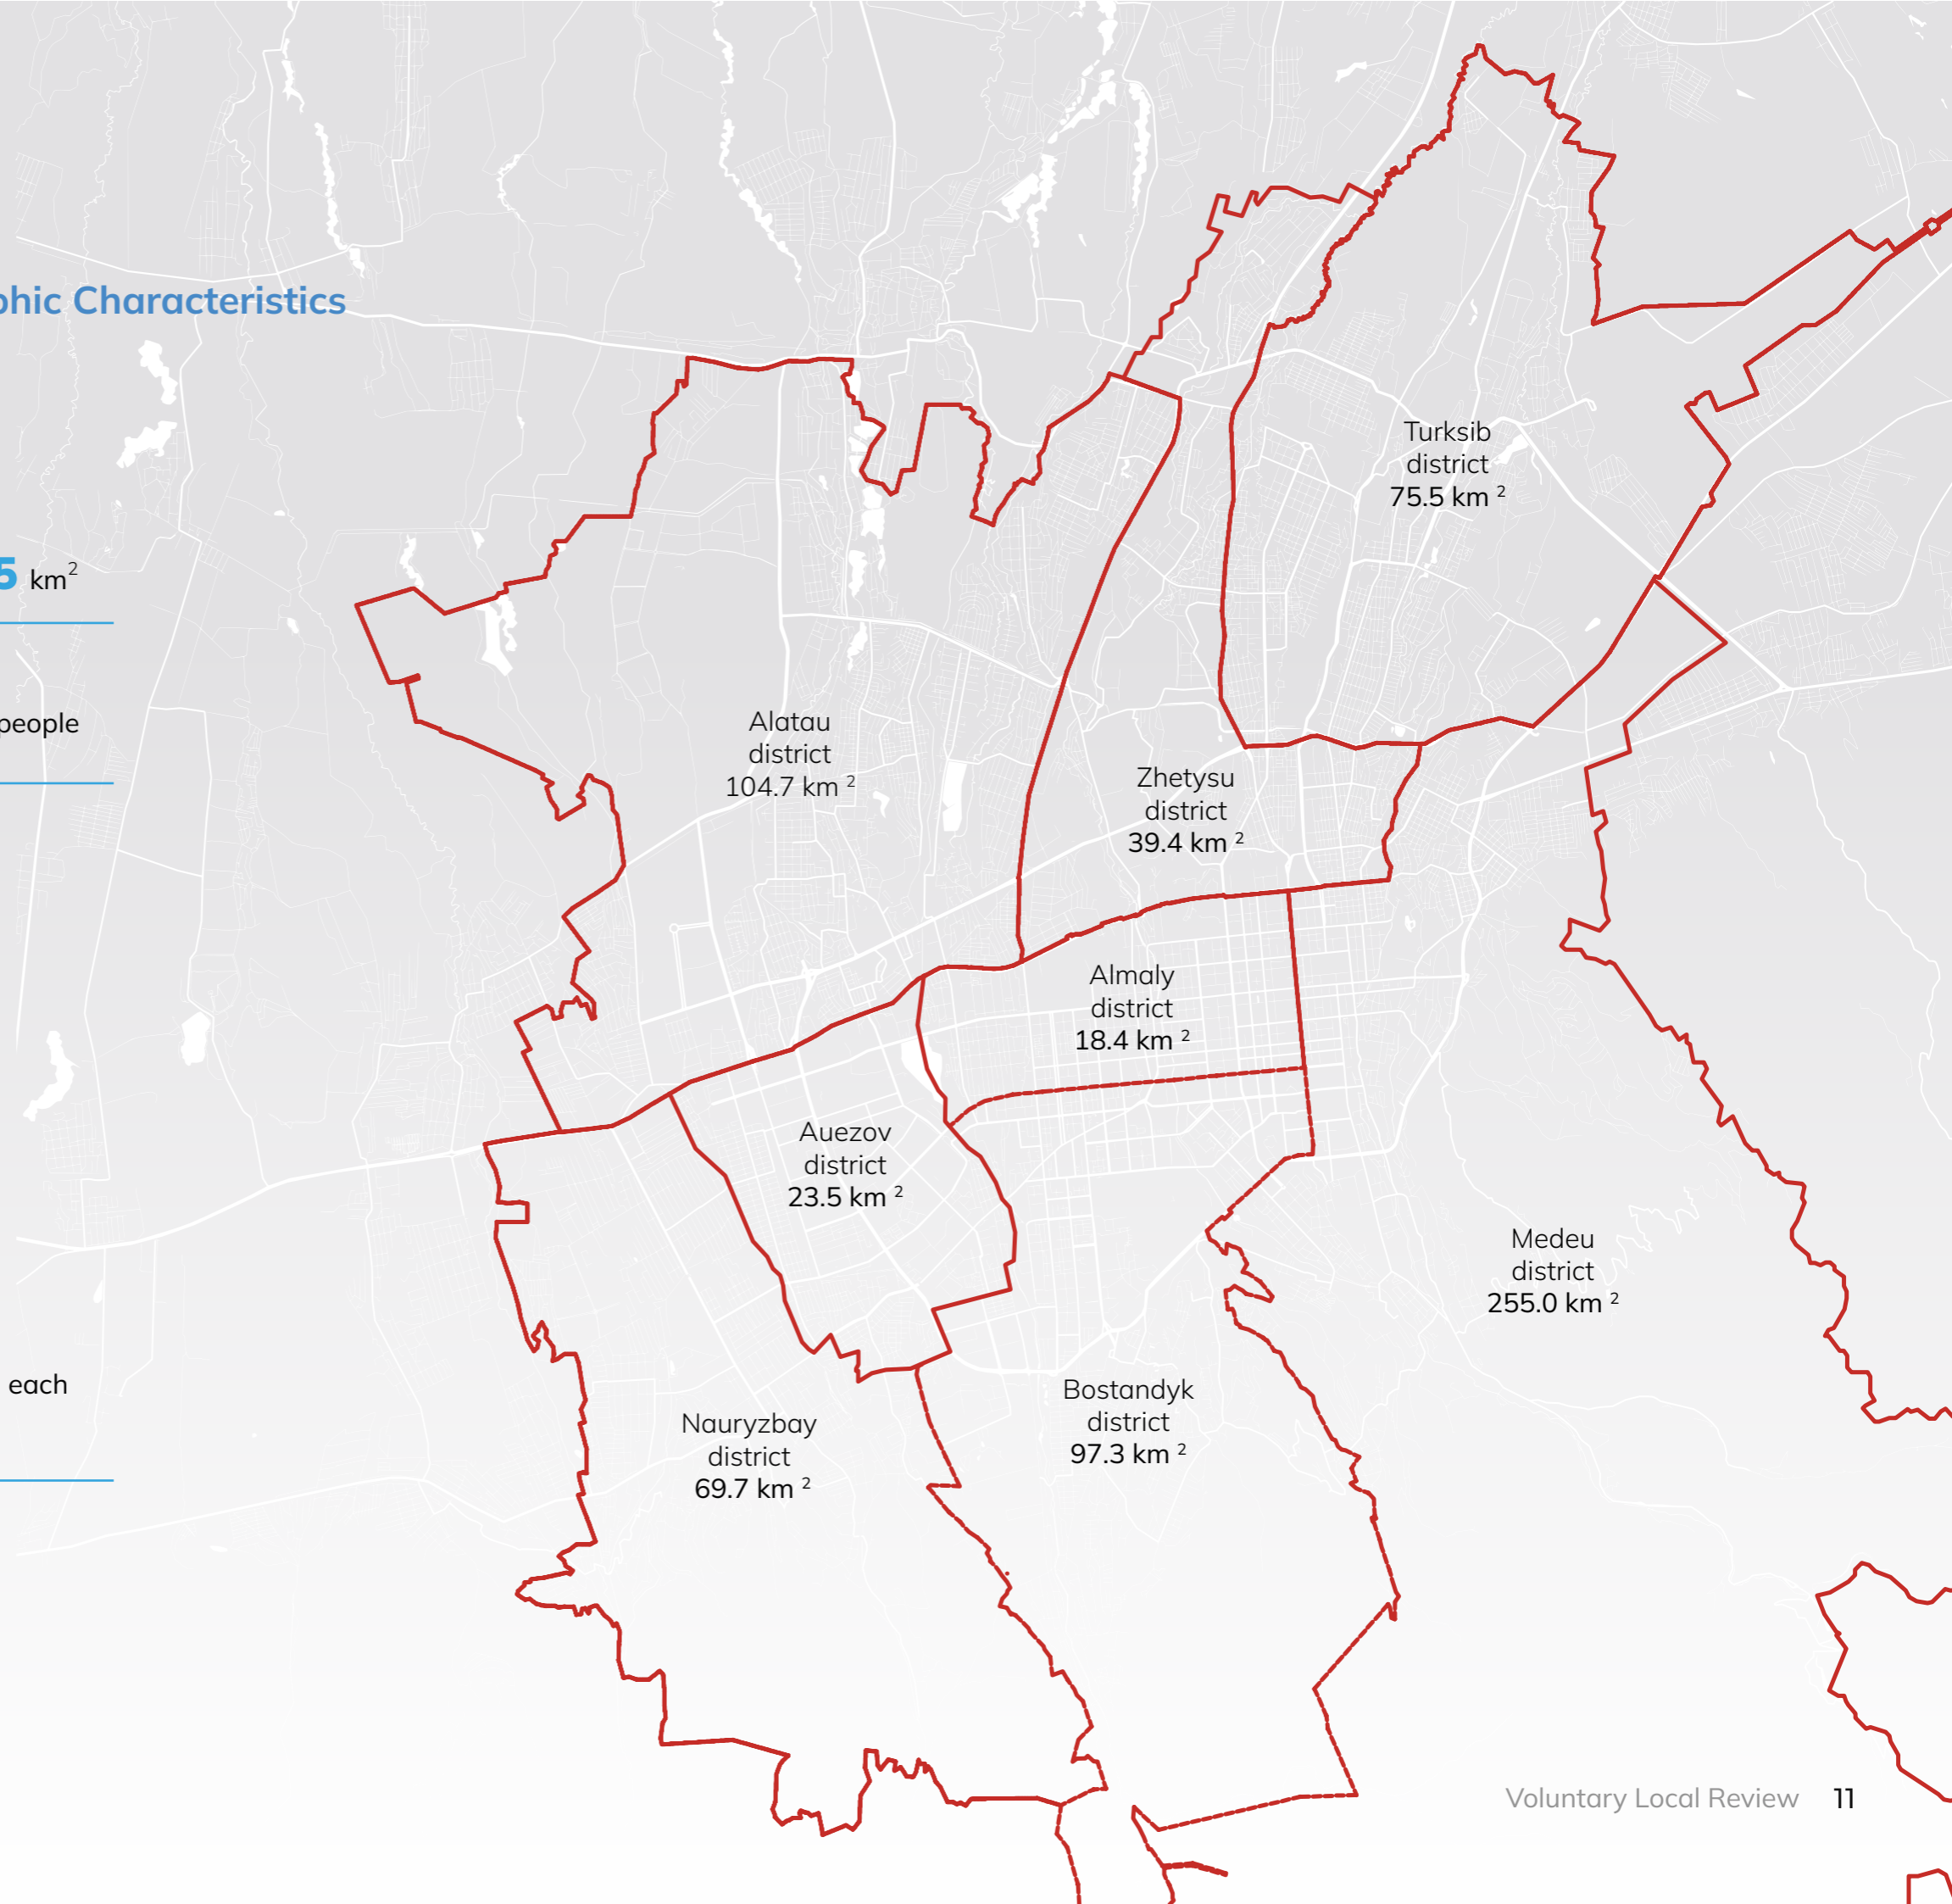 phic Characteristics
Turksib
district
75.5 km 2
5 km2
people
Alatau
district
104.7 km 2
Zhetysu
district
39.4 km 2
Almaly
district
18.4 km 2
Auezov
district
23.5 km 2
Medeu
district
255.0 km 2
each
Bostandyk
district
97.3 km 2
Nauryzbay
district
69.7 km 2
Voluntary Local Review 11